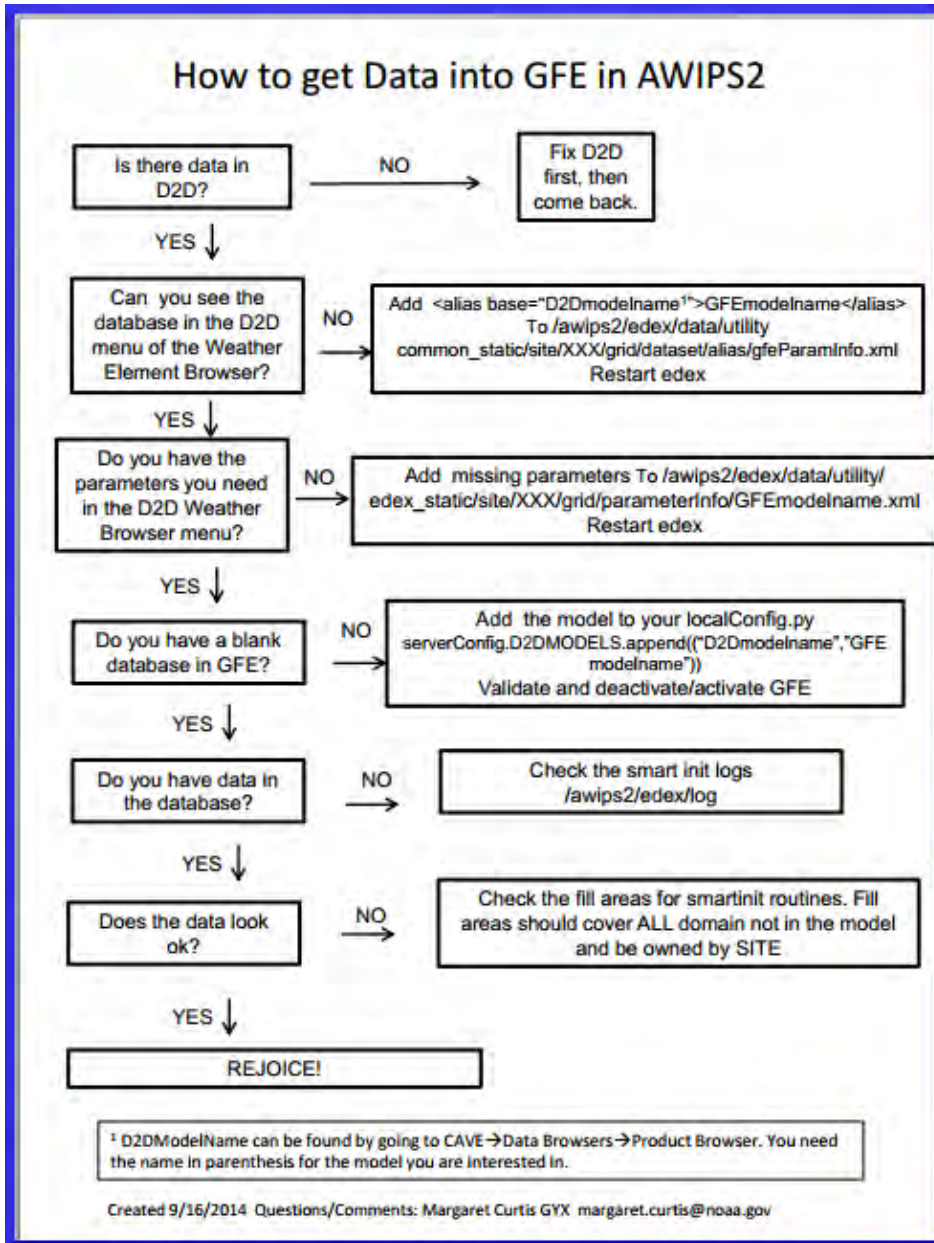 How to get Data into GFE in AWIPS2
Is there data in
D2D?
NO
Fix D2D
first, then
come back.
YES
Can you see the
database in the D2D
menu of the Weather
Element Browser?
NO
Add <alias base=“D2Dmodelname¹”>GFEmodelname</alias>
To /awips2/edex/data/utility
common_static/site/XXX/grid/dataset/alias/gfeParamInfo.xml
Restart edex
YES
Do you have the
parameters you need
in the D2D Weather
Browser menu?
NO
Add missing parameters To /awips2/edex/data/utility/
edex_static/site/XXX/grid/parameterInfo/GFEmodelname.xml
Restart edex
YES
Do you have a blank
database in GFE?
NO
Add the model to your localConfig.py
serverConfig.D2DMODELS.append((“D2Dmodelname”,”GFE
modelname”))
Validate and deactivate/activate GFE
YES
Do you have data in
the database?
NO
Check the smart init logs
/awips2/edex/log
YES
Does the data look
ok?
NO
Check the fill areas for smartinit routines. Fill
areas should cover ALL domain not in the model
and be owned by SITE
YES
REJOICE!
¹ D2DModelName can be found by going to CAVE→Data Browsers→Product Browser. You need
the name in parenthesis for the model you are interested in.
Created 9/16/2014 Questions/Comments: Margaret Curtis GYX margaret.curtis@noaa.gov